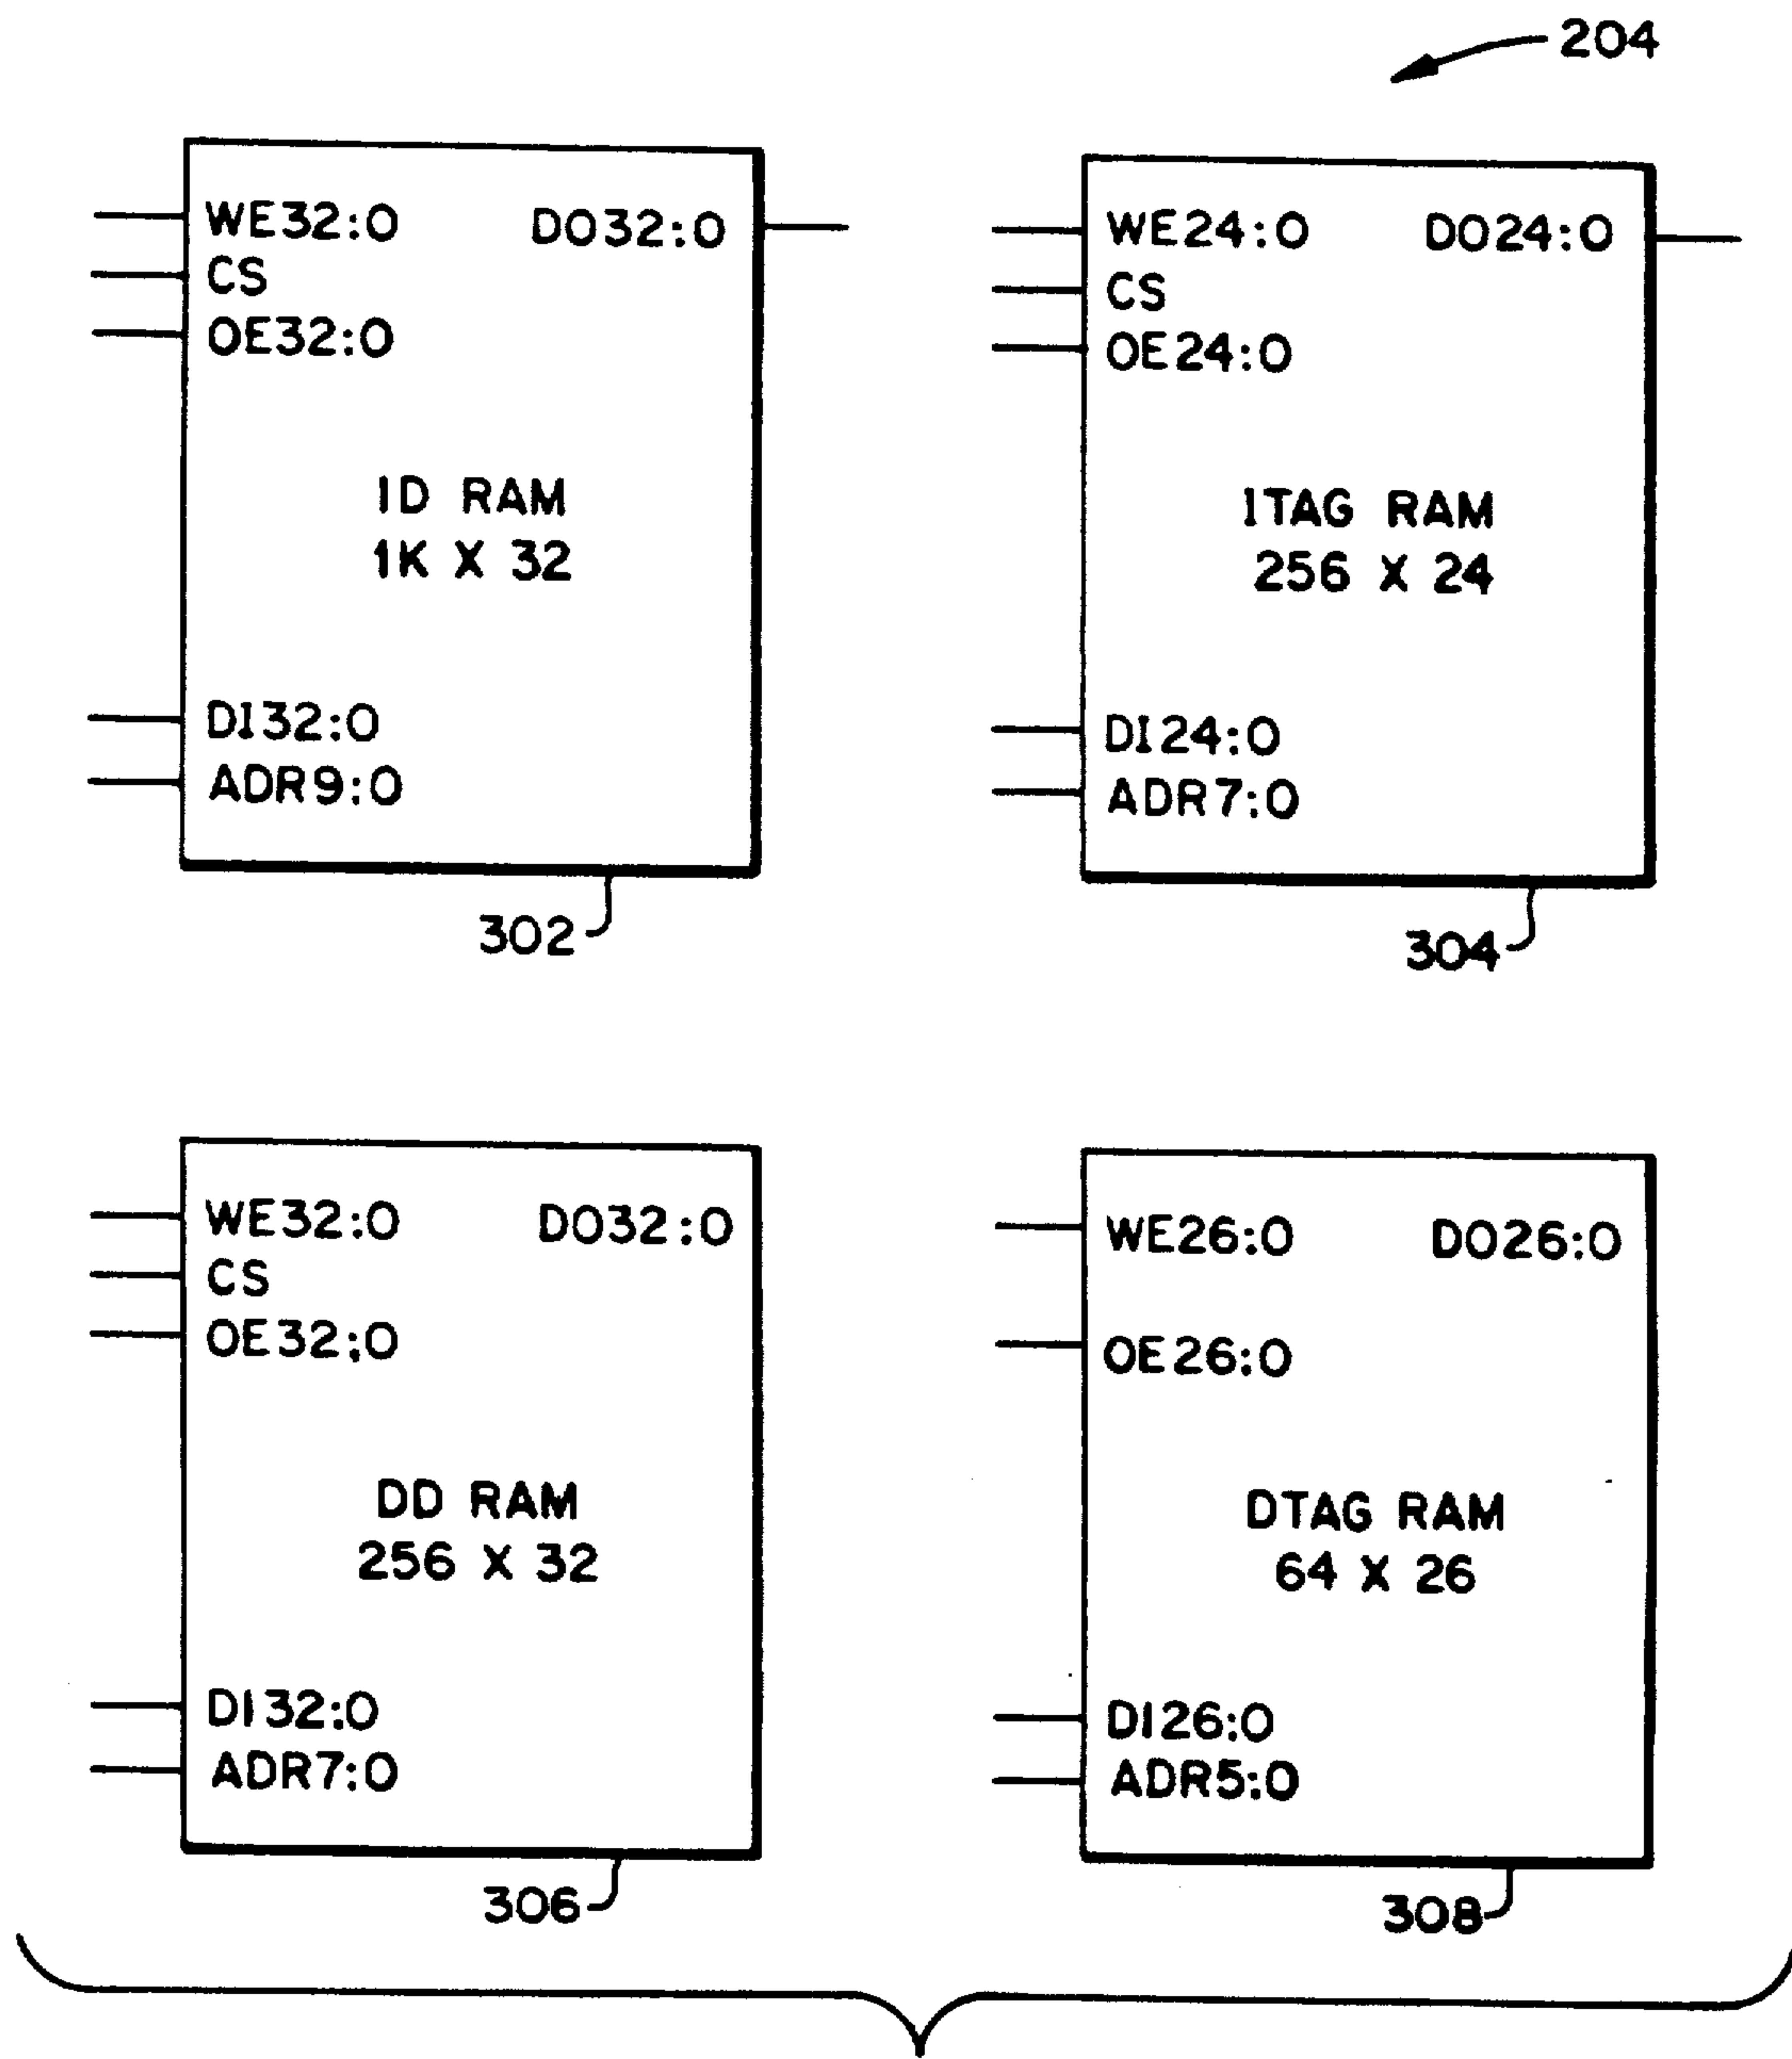 204
WE32:0 DO32:0
CS
OE32:0
ID RAM
1K X 32
DI32:0
ADR9:0
302
WE24:0 DO24:0
CS
OE24:0
ITAG RAM
256 X 24
DI24:0
ADR7:0
304
WE32:0 DO32:0
CS
OE32:0
DD RAM
256 X 32
DI32:0
ADR7:0
306
WE26:0 DO26:0
OE26:0
DTAG RAM
64 X 26
DI26:0
ADR5:0
308